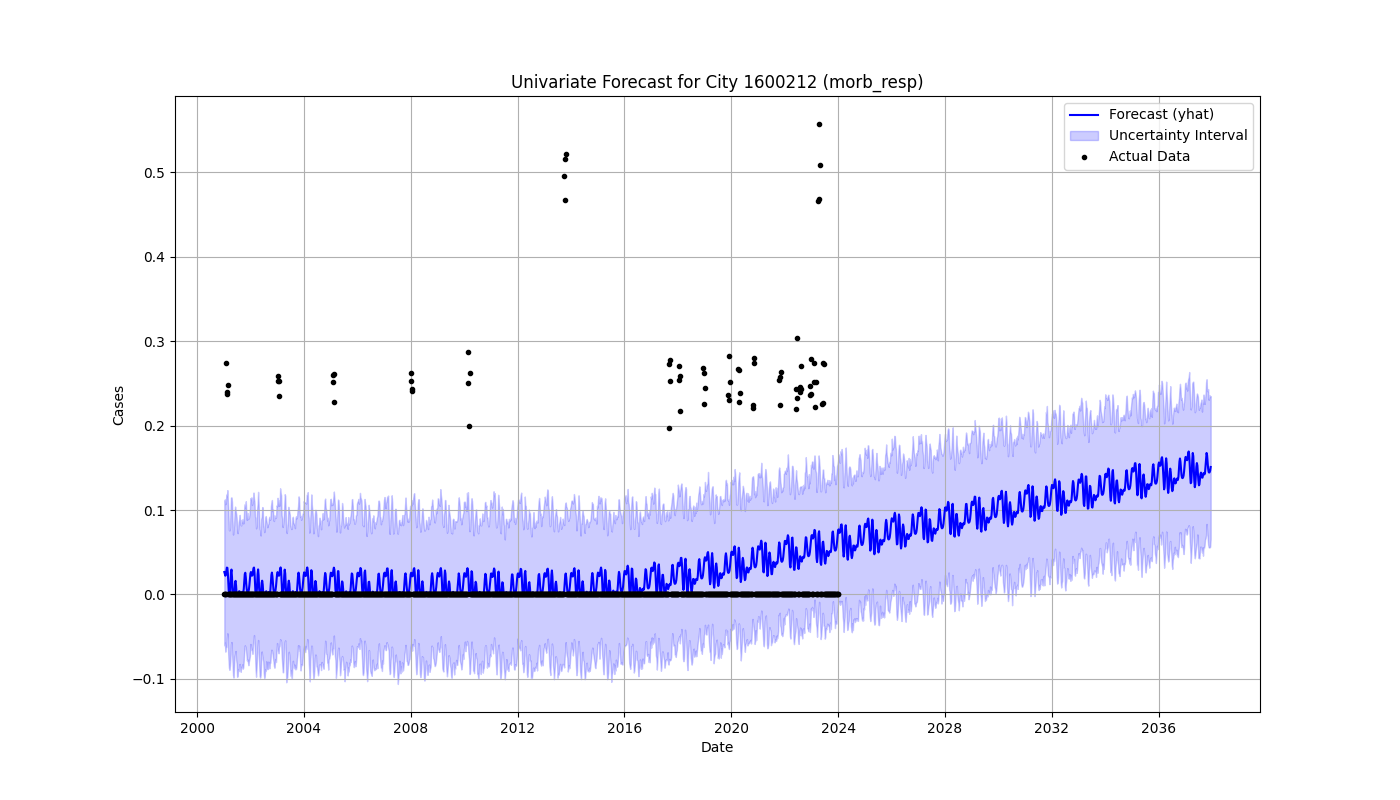 Univariate Forecast for City 1600212 (morb_resp)
Forecast (yhat)
Uncertainty Interval
Actual Data
Cases
0.5
0.4
0.3
0.2
0.1
0.0
−0.1
2000 2004 2008 2012 2016 2020 2024 2028 2032 2036
Date